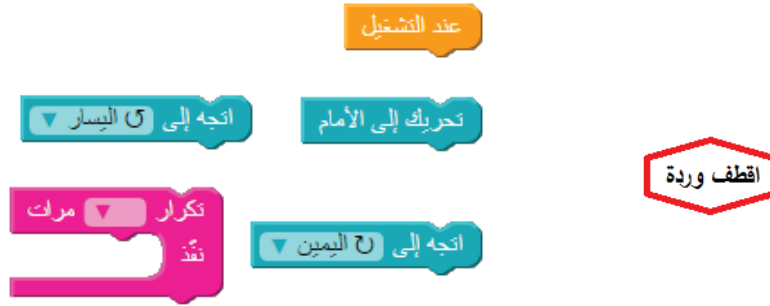 عند التشغيل
تحريك إلى الأمام
اتجه إلى ↺ اليسار ▼
اقطف وردة
تكرار ▼ مرات
نفّذ
اتجه إلى ↻ اليمين ▼